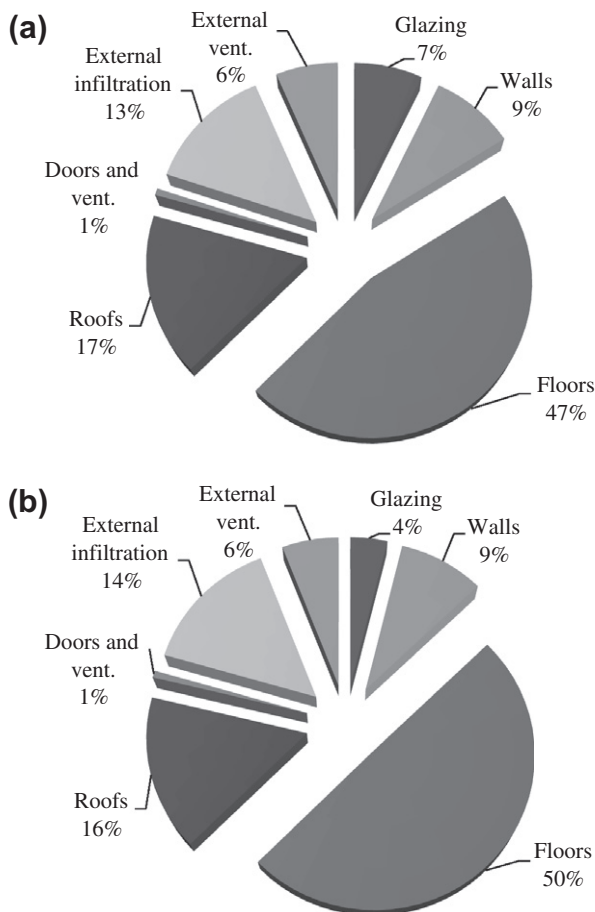 (a)
External
vent.
6%
Glazing
7%
External
infiltration
13%
Walls
9%
Doors and
vent.
1%
Roofs
17%
Floors
47%
(b)
External
vent.
6%
Glazing
4%
External
infiltration
14%
Walls
9%
Doors and
vent.
1%
Roofs
16%
Floors
50%